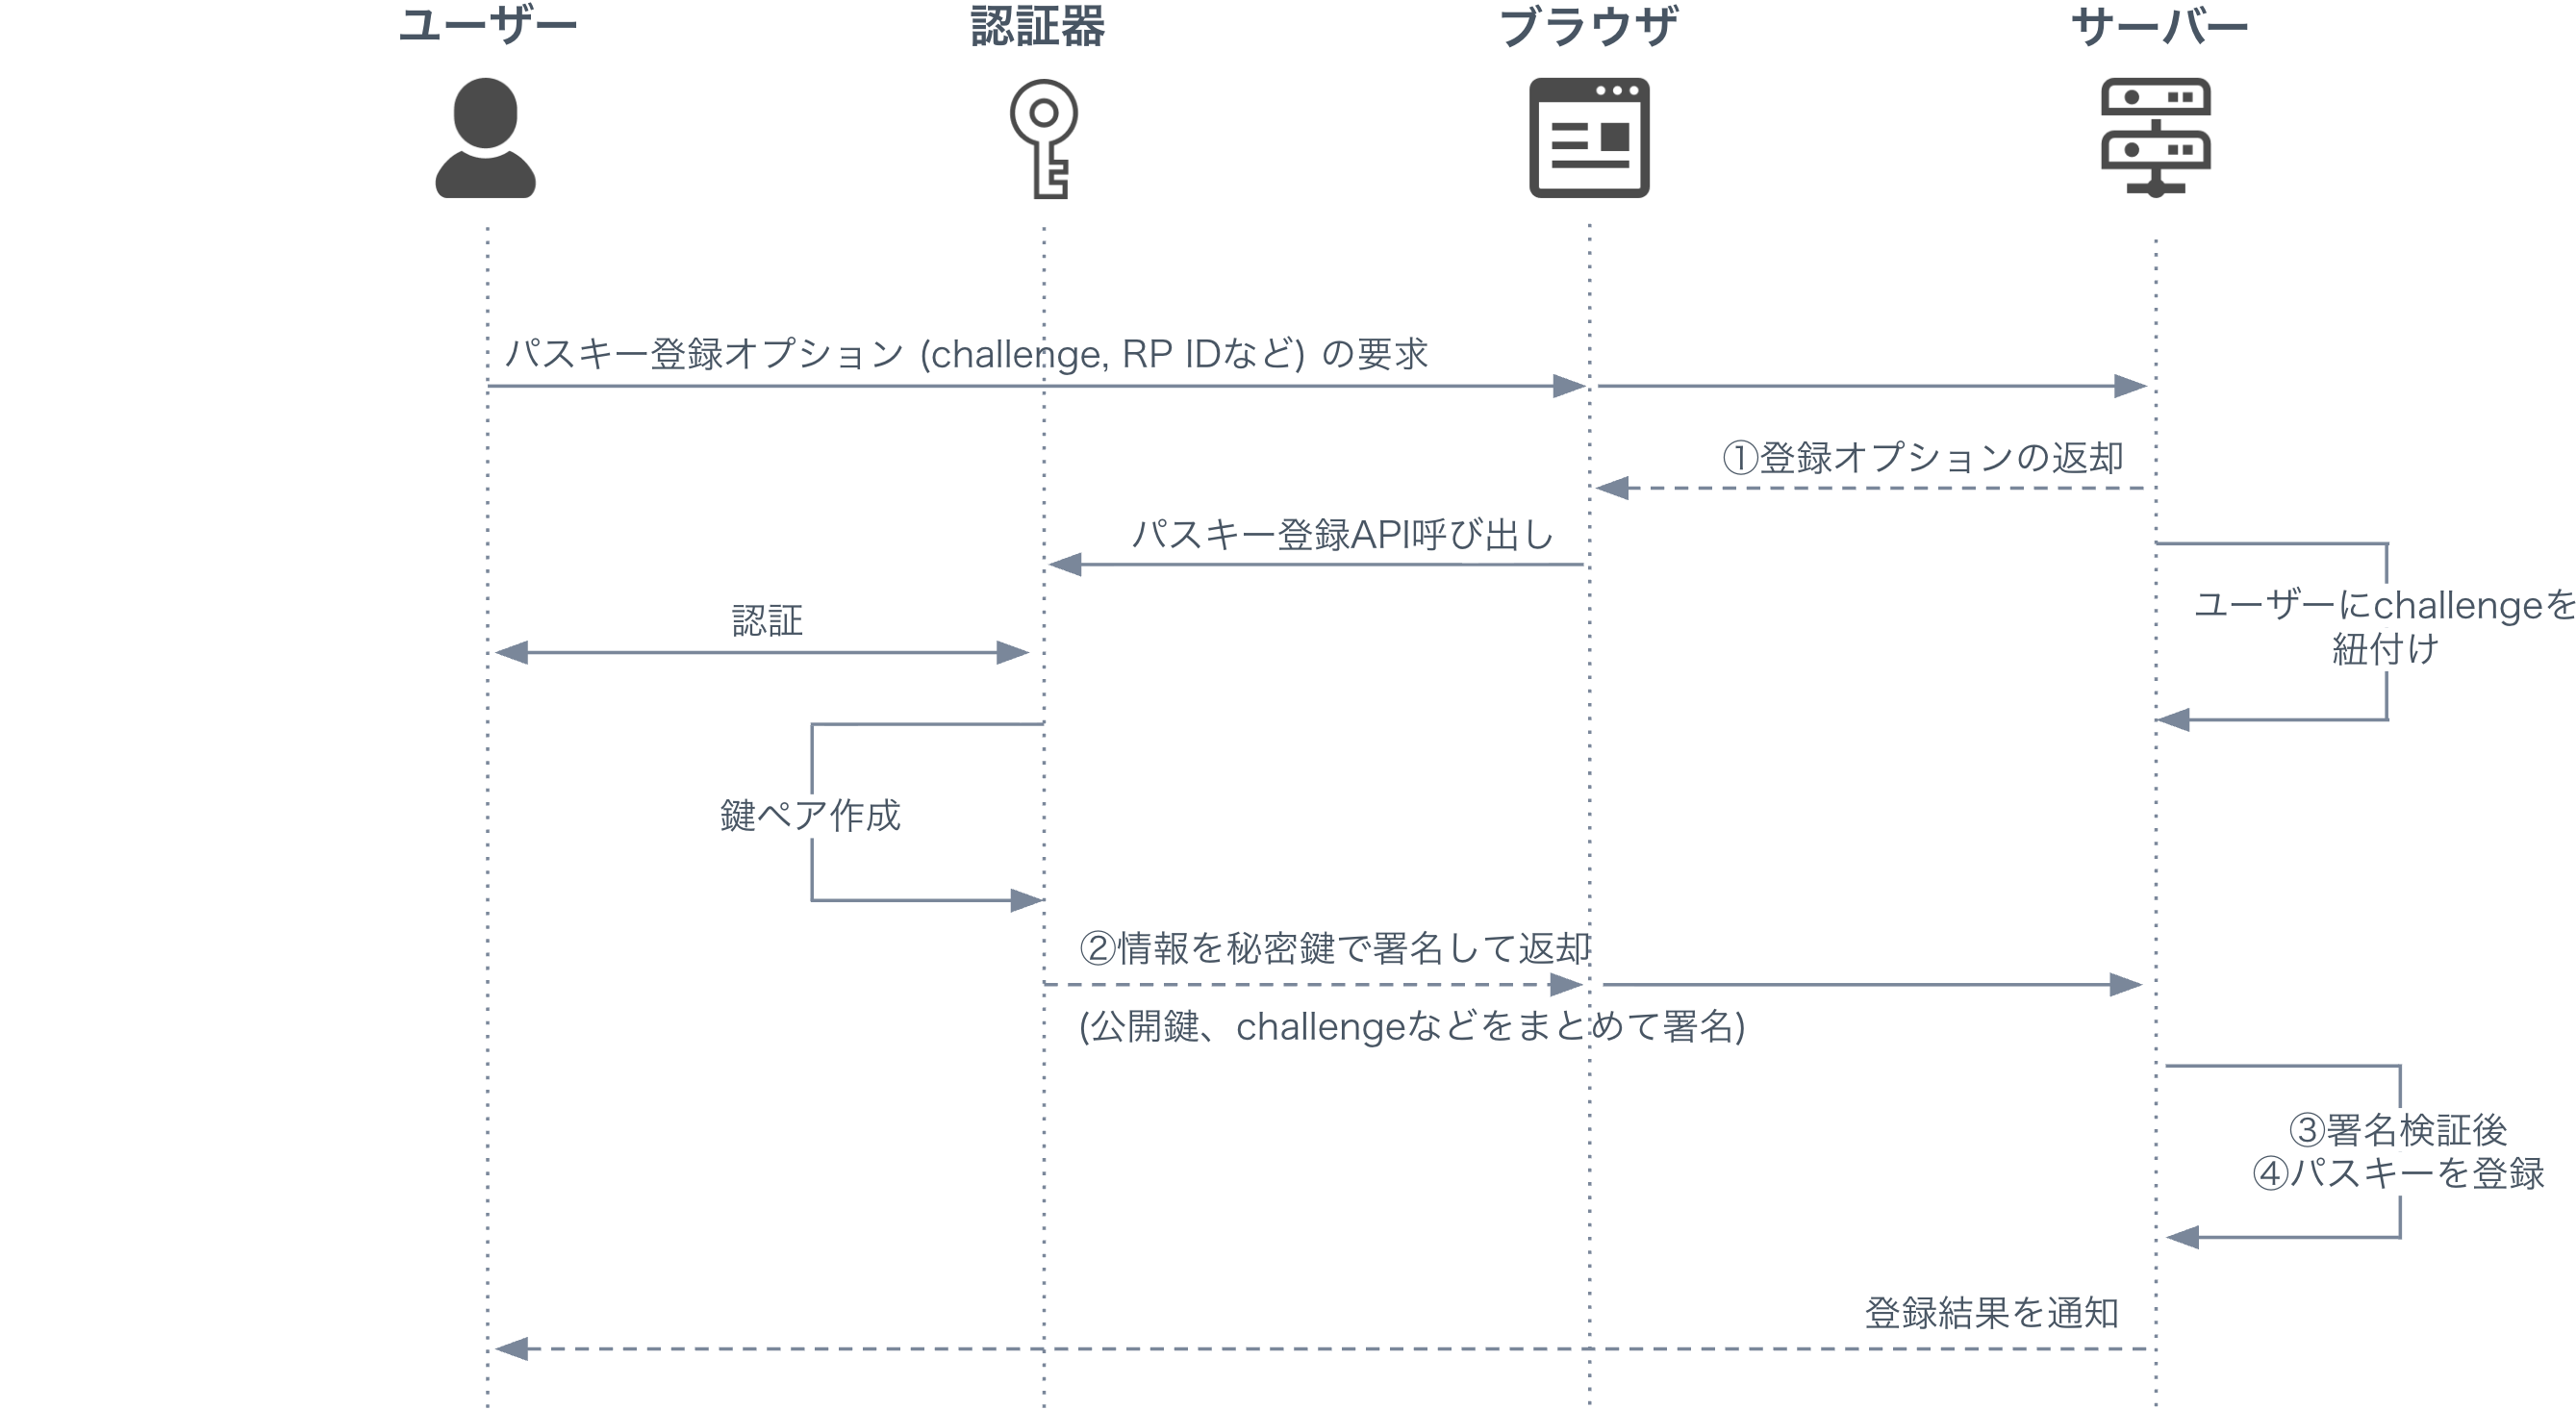 ユーザー
認証器
ブラウザ
サーバー
パスキー登録オプション (challenge, RP IDなど) の要求
①登録オプションの返却
パスキー登録API呼び出し
ユーザーにchallengeを
紐付け
認証
鍵ペア作成
②情報を秘密鍵で署名して返却
(公開鍵、challengeなどをまとめて署名)
③署名検証後
④パスキーを登録
登録結果を通知